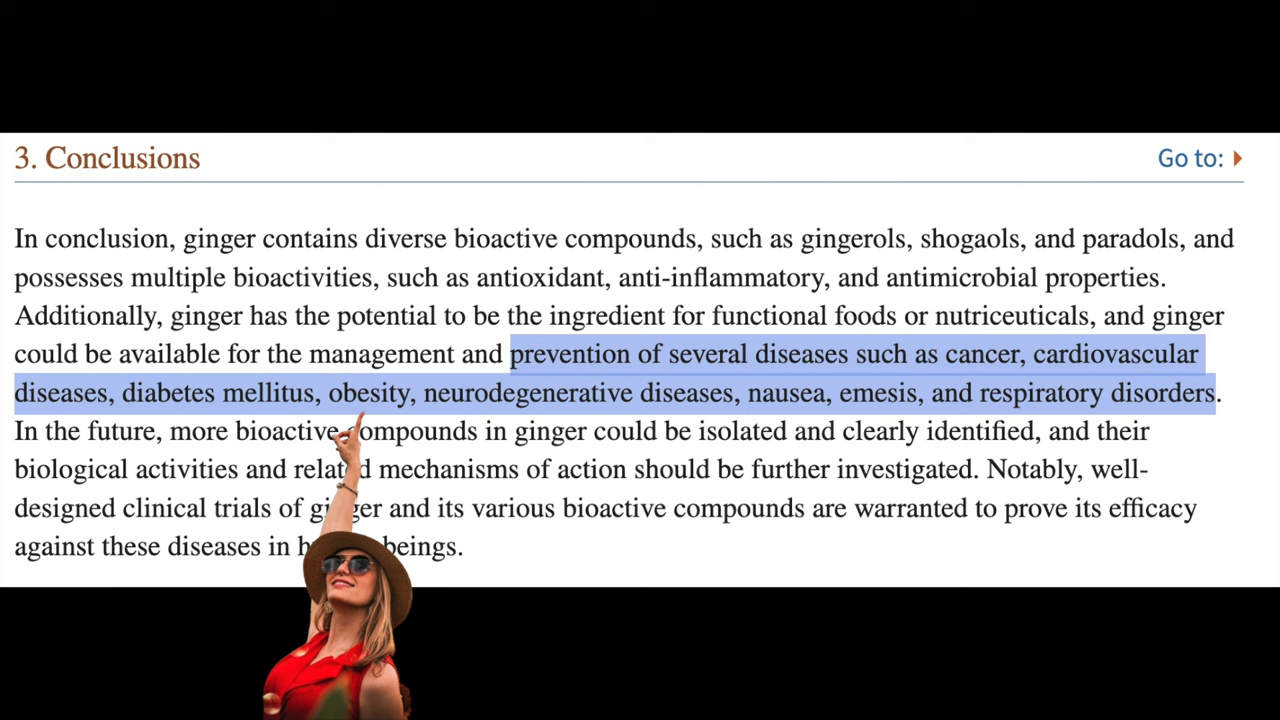 3. Conclusions
Go to:
In conclusion, ginger contains diverse bioactive compounds, such as gingerols, shogaols, and paradols, and
possesses multiple bioactivities, such as antioxidant, anti-inflammatory, and antimicrobial properties.
Additionally, ginger has the potential to be the ingredient for functional foods or nutriceuticals, and ginger
could be available for the management and prevention of several diseases such as cancer, cardiovascular
diseases, diabetes mellitus, obesity, neurodegenerative diseases, nausea, emesis, and respiratory disorders.
In the future, more bioactive compounds in ginger could be isolated and clearly identified, and their
biological activities and related mechanisms of action should be further investigated. Notably, well-
designed clinical trials of ginger and its various bioactive compounds are warranted to prove its efficacy
against these diseases in beings.